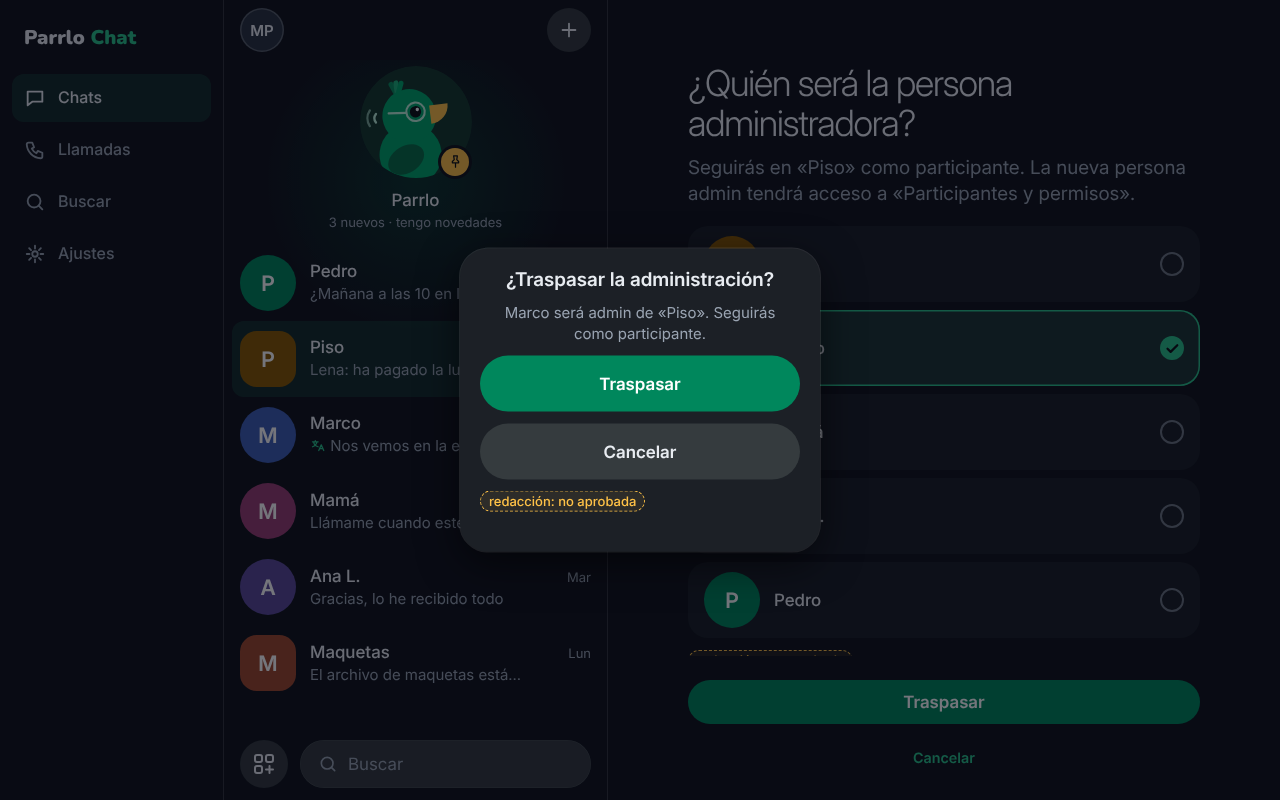 Parrlo Chat
Chats
Llamadas
Buscar
Ajustes
MP
Parrlo
3 nuevos · tengo novedades
P
Pedro
¿Mañana a las 10 en
P
Piso
Lena: ha pagado la
M
Marco
Nos vemos en la
M
Mamá
Llámame cuando
A
Ana L.
Mar
Gracias, lo he recibido todo
M
Maquetas
Lun
El archivo de maquetas está...
Buscar
¿Quién será la persona
administradora?
Seguirás en «Piso» como participante. La nueva persona
admin tendrá acceso a «Participantes y permisos».
P
Pedro
Traspasar
Cancelar
¿Traspasar la administración?
Marco será admin de «Piso». Seguirás
como participante.
Traspasar
Cancelar
redacción: no aprobada